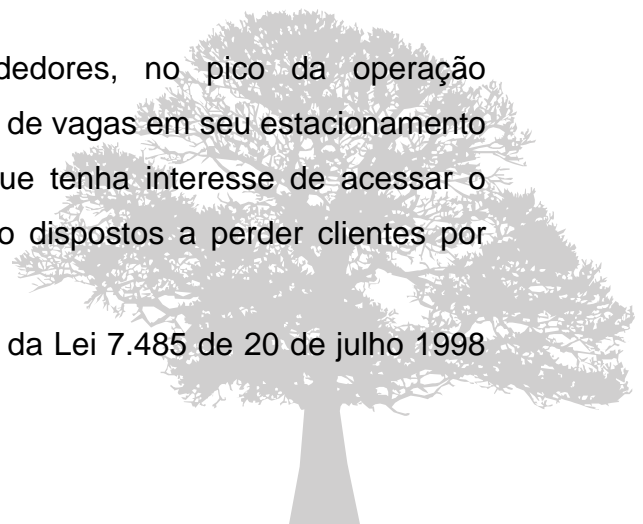 dedores, no pico da operação
de vagas em seu estacionamento
ue tenha interesse de acessar o
o dispostos a perder clientes por
da Lei 7.485 de 20 de julho 1998